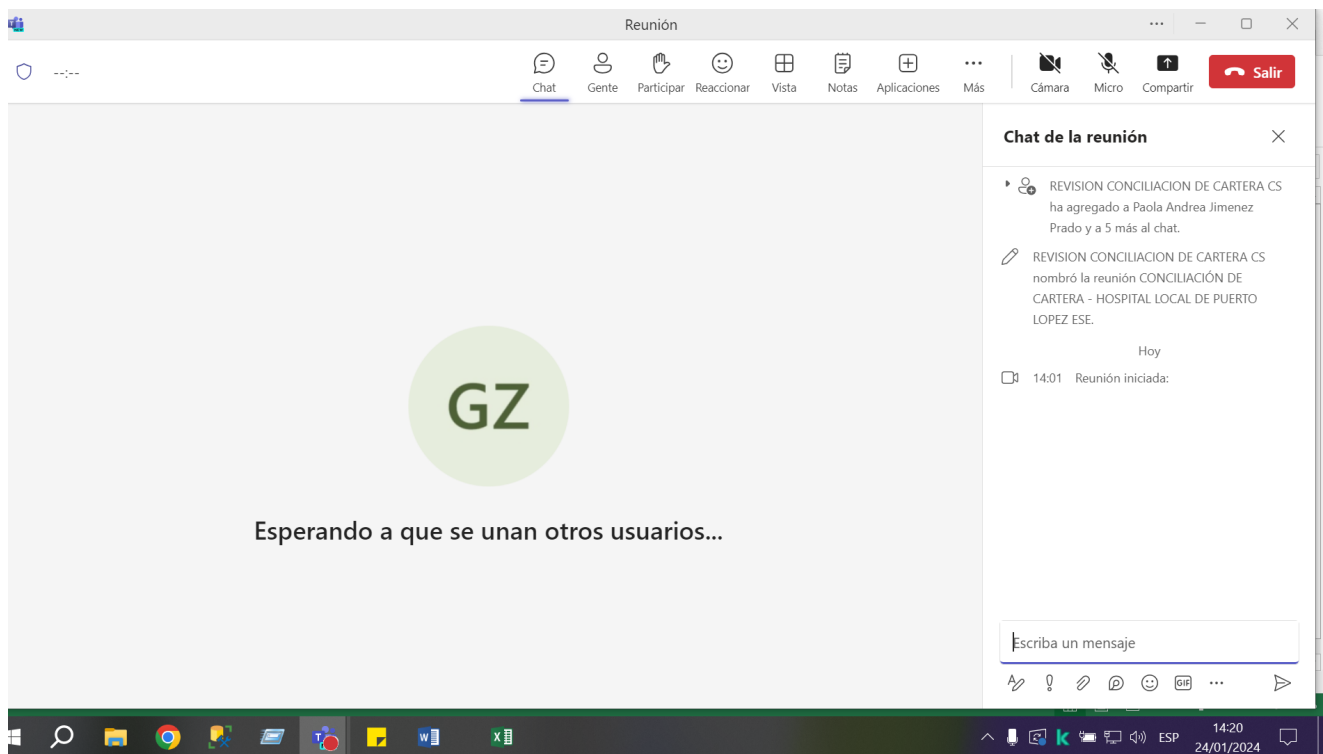 Reunión
--:--
Chat
Gente
Participar
Reaccionar
Vista
Notas
Aplicaciones
Más
Cámara
Micro
Compartir
Salir
Chat de la reunión
REVISION CONCILIACION DE CARTERA CS
ha agregado a Paola Andrea Jimenez
Prado y a 5 más al chat.
REVISION CONCILIACION DE CARTERA CS
nombró la reunión CONCILIACIÓN DE
CARTERA - HOSPITAL LOCAL DE PUERTO
LOPEZ ESE.
Hoy
14:01 Reunión iniciada:
GZ
Esperando a que se unan otros usuarios...
Escriba un mensaje
GIF
ESP
14:20
24/01/2024